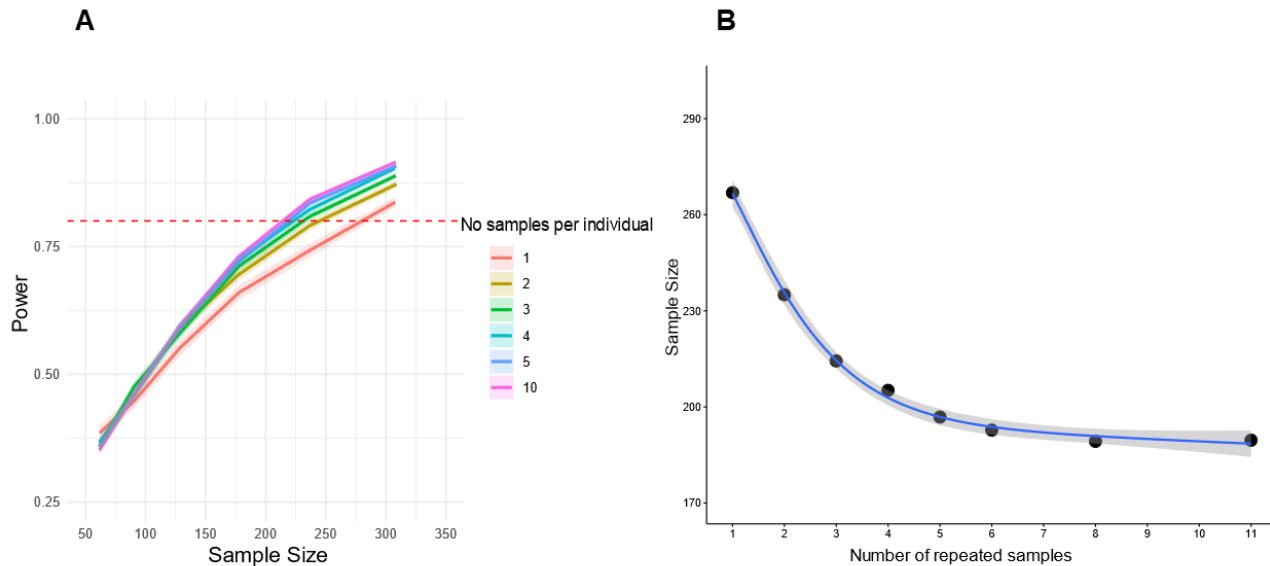 A
1.00
0.75
0.50
0.25
Power
50 100 150 200 250 300 350
Sample Size
No samples per individual
1
2
3
4
5
10
B
290
260
230
200
170
Sample Size
1 2 3 4 5 6 7 8 9 10 11
Number of repeated samples